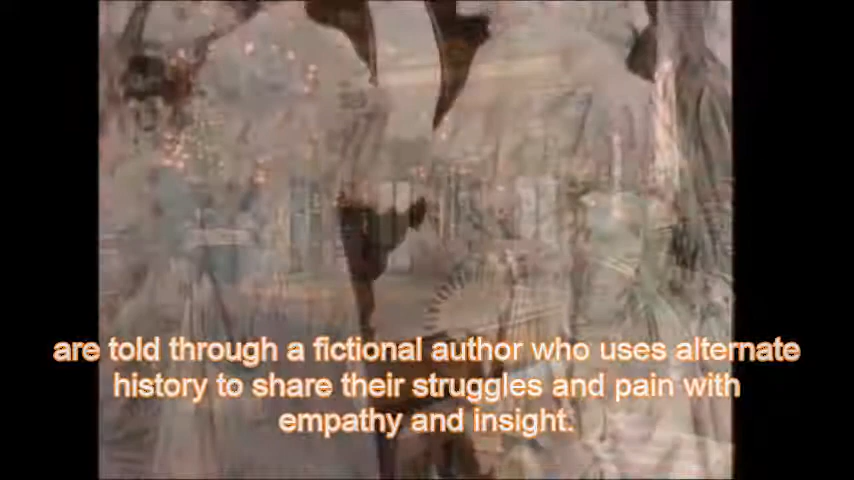 are told through a fictional author who uses alternate
history to share their struggles and pain with
empathy and insight.